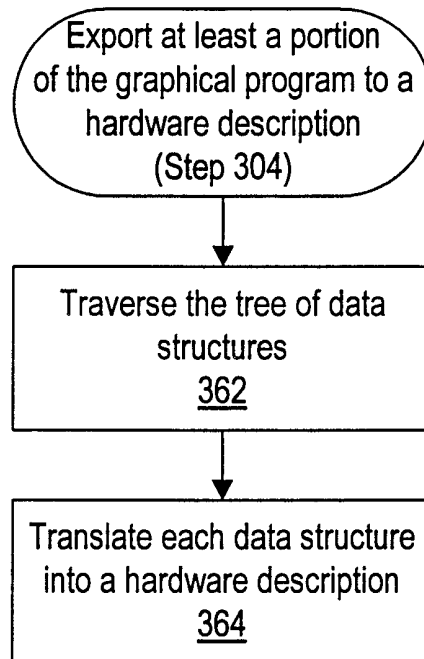 Export at least a portion
of the graphical program to a
hardware description
(Step 304)
Traverse the tree of data
structures
362
Translate each data structure
into a hardware description
364